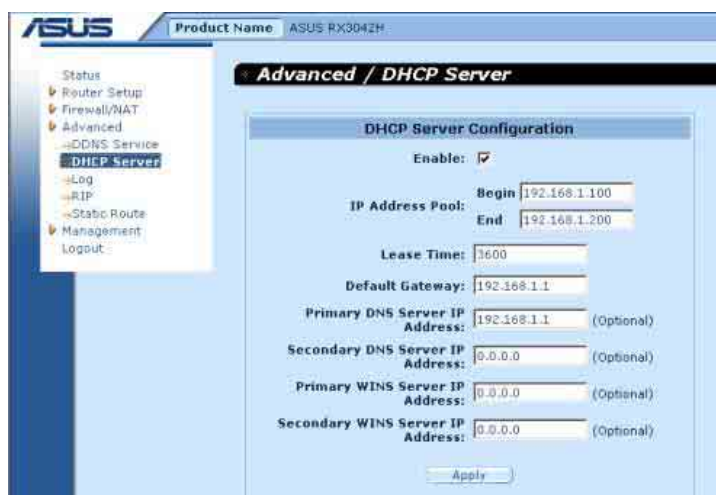 ASUS
Product Name ASUS RX3042H
Status
Router Setup
Firewall/NAT
Advanced
DDNS Service
DHCP Server
Log
RIP
Static Route
Management
Logout
Advanced / DHCP Server
DHCP Server Configuration
Enable:
IP Address Pool:
Begin 192.168.1.100
End 192.168.1.200
Lease Time: 3600
Default Gateway: 192.168.1.1
Primary DNS Server IP
Address: 192.168.1.1 (Optional)
Secondary DNS Server IP
Address: 0.0.0.0 (Optional)
Primary WINS Server IP
Address: 0.0.0.0 (Optional)
Secondary WINS Server IP
Address: 0.0.0.0 (Optional)
Apply